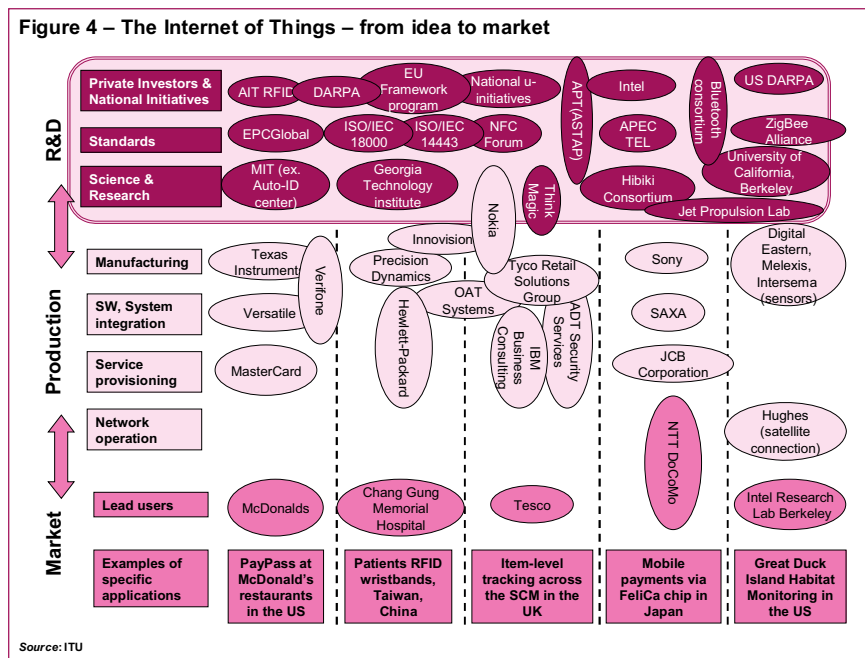 Figure 4 – The Internet of Things – from idea to market
R&D
Private Investors &
National Initiatives
AIT RFID
DARPA
EU
Framework
program
National u-
initiatives
APT(ASTAP)
Intel
Bluetooth
consortium
US DARPA
Standards
EPCGlobal
ISO/IEC
18000
ISO/IEC
14443
NFC
Forum
APEC
TEL
ZigBee
Alliance
Science &
Research
MIT (ex.
Auto-ID
center)
Georgia
Technology
institute
Nokia
Think
Magic
Hibiki
Consortium
University of
California,
Berkeley
Jet Propulsion Lab
Production
Manufacturing
Texas
Instruments
Verifone
Innovision
Precision
Dynamics
Tyco Retail
Solutions
Group
Sony
Digital
Eastern,
Melexis,
Intersema
(sensors)
SW, System
integration
Versatile
Hewlett-Packard
OAT
Systems
IBM
Business
Consulting
ADT Security
Services
SAXA
Service
provisioning
MasterCard
JCB
Corporation
Network
operation
NTT DoCoMo
Hughes
(satellite
connection)
Market
Lead users
McDonalds
Chang Gung
Memorial
Hospital
Tesco
Intel Research
Lab Berkeley
Examples of
specific
applications
PayPass at
McDonald's
restaurants
in the US
Patients RFID
wristbands,
Taiwan,
China
Item-level
tracking across
the SCM in the
UK
Mobile
payments via
FeliCa chip in
Japan
Great Duck
Island Habitat
Monitoring in
the US
Source: ITU